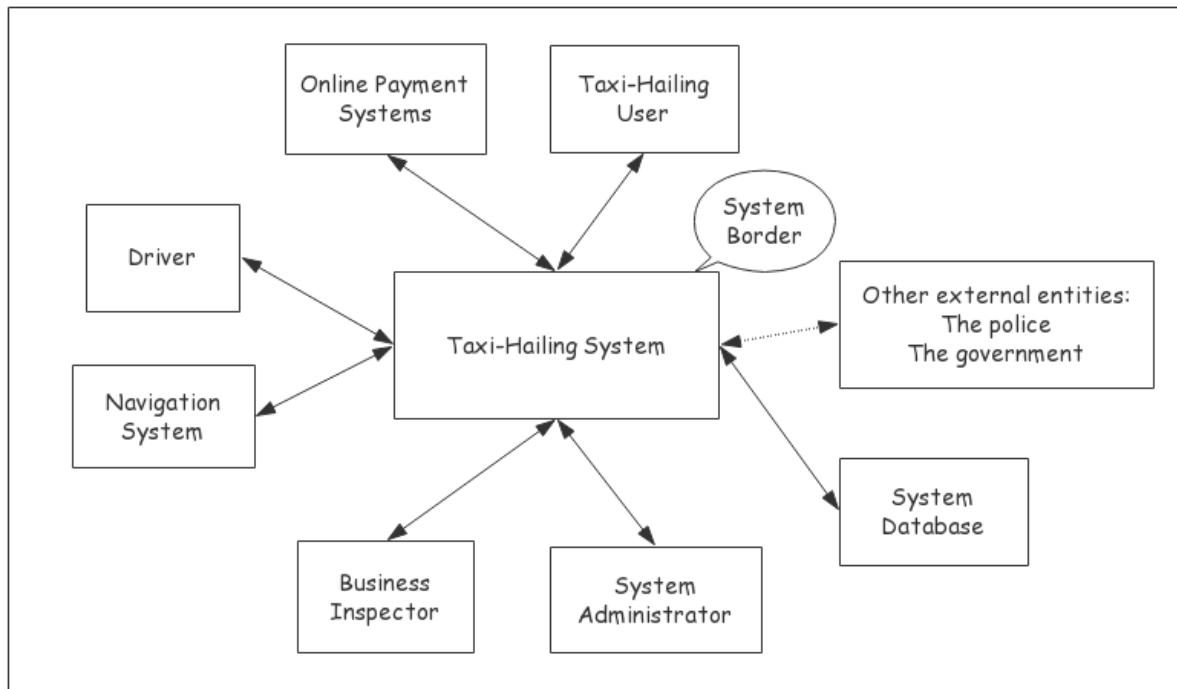 Online Payment
Systems
Taxi-Hailing
User
System
Border
Driver
Other external entities:
The police
The government
Taxi-Hailing System
Navigation
System
System
Database
Business
Inspector
System
Administrator